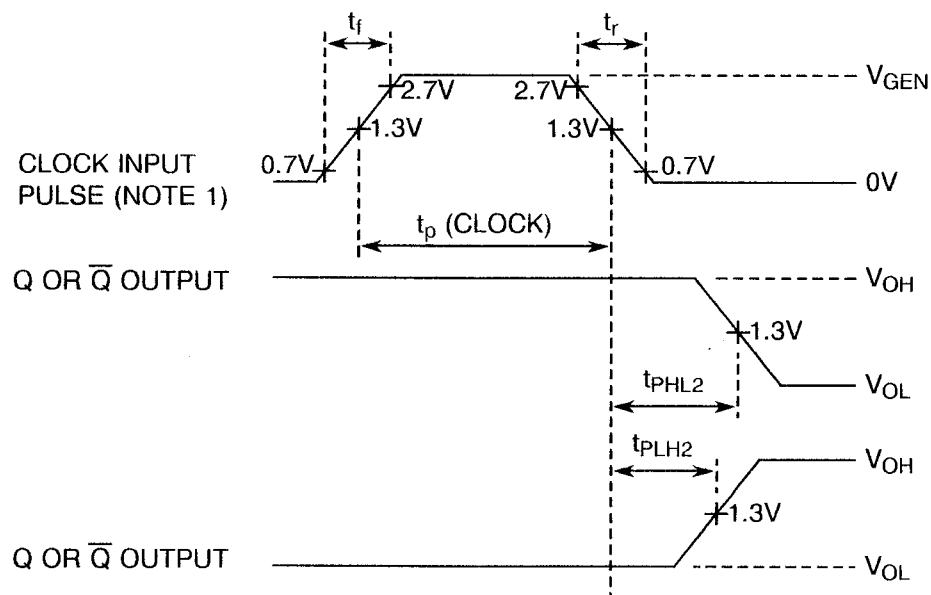 tf tr
VGEN
2.7V 2.7V
1.3V 1.3V
0.7V 0.7V
CLOCK INPUT
PULSE (NOTE 1)
0V
tp (CLOCK)
Q OR Q̅ OUTPUT
VOH
1.3V
tPHL2
VOL
tPLH2
VOH
1.3V
Q OR Q̅ OUTPUT
VOL